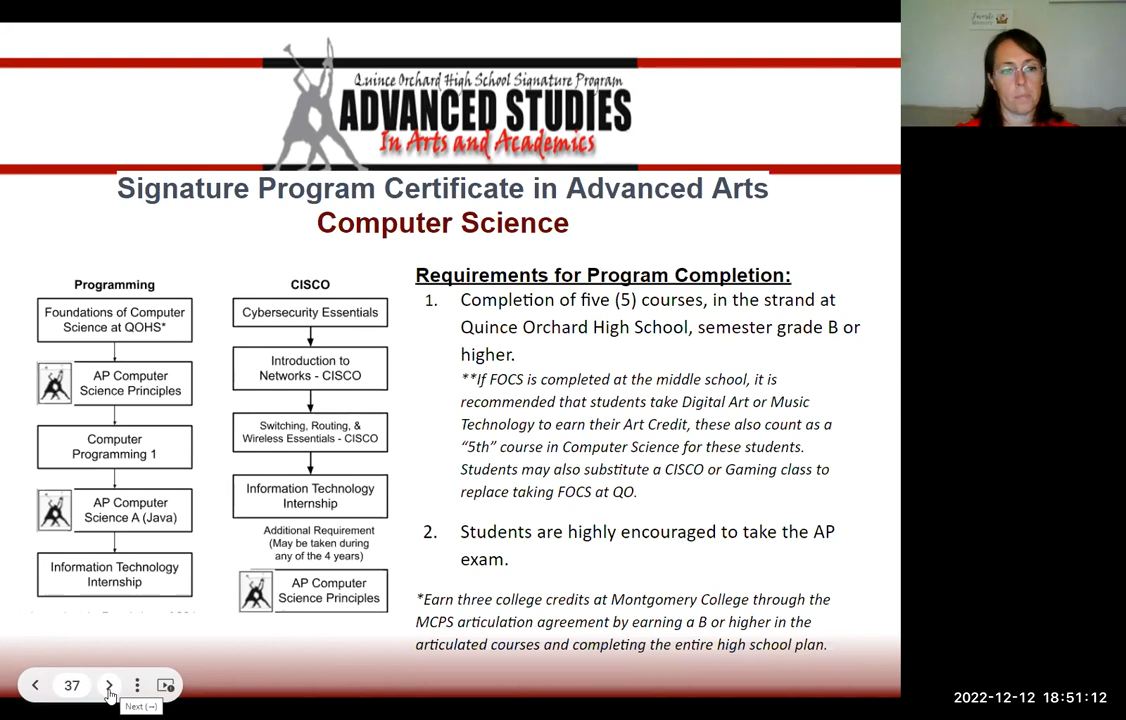 Quince Orchard High School Signature Program
ADVANCED STUDIES
In Arts and Academics
Signature Program Certificate in Advanced Arts
Computer Science
Programming
Foundations of Computer
Science at QOHS*
AP Computer
Science Principles
Computer
Programming 1
AP Computer
Science A (Java)
Information Technology
Internship
CISCO
Cybersecurity Essentials
Introduction to
Networks - CISCO
Switching, Routing, &
Wireless Essentials - CISCO
Information Technology
Internship
Additional Requirement
(May be taken during
any of the 4 years)
AP Computer
Science Principles
Requirements for Program Completion:
1. Completion of five (5) courses, in the strand at
Quince Orchard High School, semester grade B or
higher.
**If FOCS is completed at the middle school, it is
recommended that students take Digital Art or Music
Technology to earn their Art Credit, these also count as a
“5th” course in Computer Science for these students.
Students may also substitute a CISCO or Gaming class to
replace taking FOCS at QO.
2. Students are highly encouraged to take the AP
exam.
*Earn three college credits at Montgomery College through the
MCPS articulation agreement by earning a B or higher in the
articulated courses and completing the entire high school plan.
37
Next (→)
2022-12-12 18:51:12